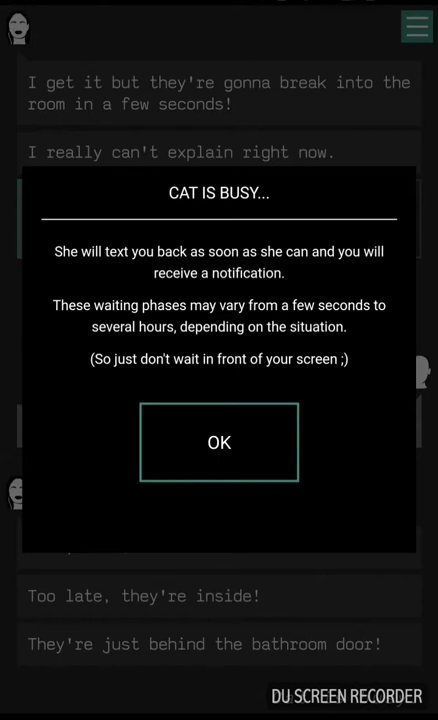 I get it but they're gonna break into the
room in a few seconds!
I really can't explain right now.
CAT IS BUSY...
She will text you back as soon as she can and you will
receive a notification.
These waiting phases may vary from a few seconds to
several hours, depending on the situation.
(So just don't wait in front of your screen ;)
OK
Too late, they're inside!
They're just behind the bathroom door!
DU SCREEN RECORDER